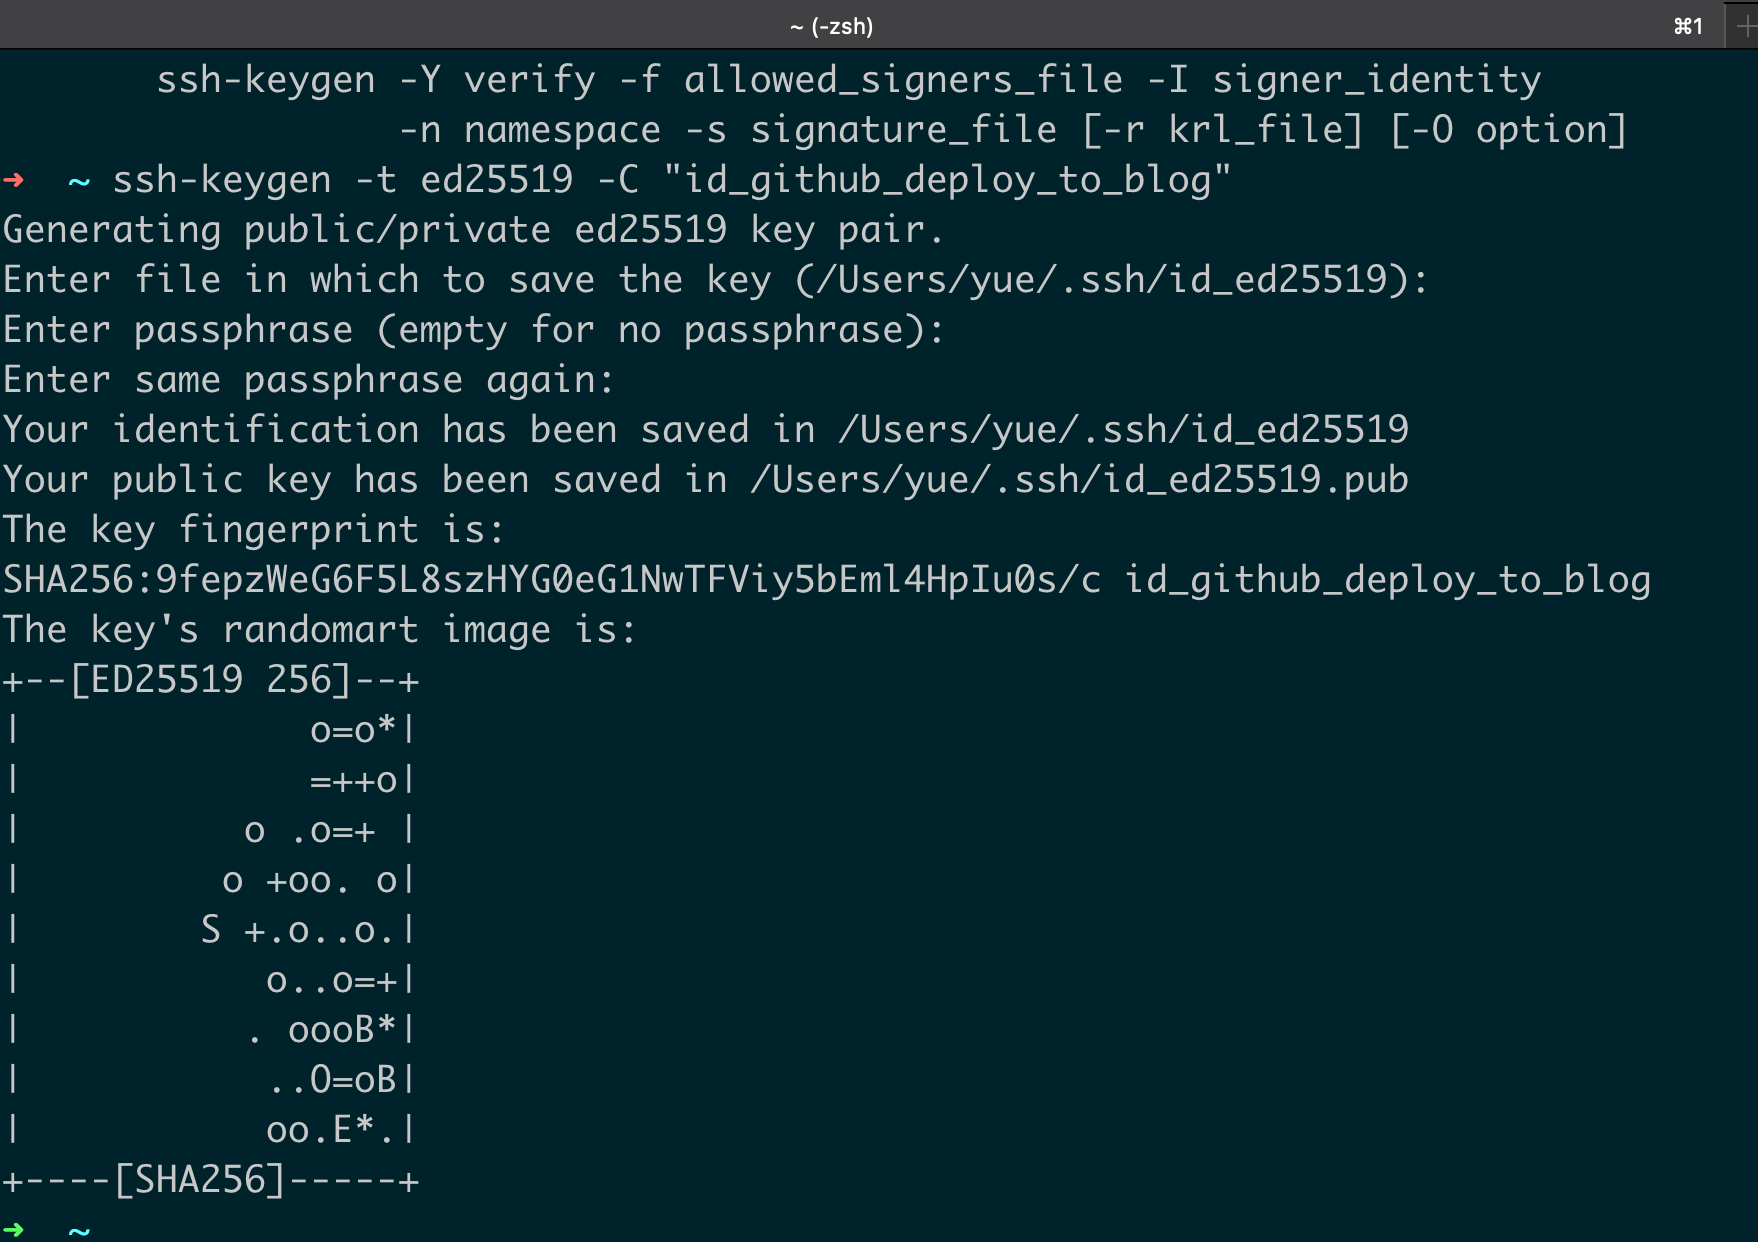 ~ (-zsh) ⌘1 +
ssh-keygen -Y verify -f allowed_signers_file -I signer_identity
-n namespace -s signature_file [-r krl_file] [-O option]
➜  ~ ssh-keygen -t ed25519 -C "id_github_deploy_to_blog"
Generating public/private ed25519 key pair.
Enter file in which to save the key (/Users/yue/.ssh/id_ed25519):
Enter passphrase (empty for no passphrase):
Enter same passphrase again:
Your identification has been saved in /Users/yue/.ssh/id_ed25519
Your public key has been saved in /Users/yue/.ssh/id_ed25519.pub
The key fingerprint is:
SHA256:9fepzWeG6F5L8szHYG0eG1NwTFViy5bEml4HpIu0s/c id_github_deploy_to_blog
The key's randomart image is:
+--[ED25519 256]--+
|             o=o*|
|             =++o|
|          o .o=+ |
|         o +oo. o|
|        S +.o..o.|
|           o..o=+|
|          . oooB*|
|           ..O=oB|
|           oo.E*.|
+----[SHA256]-----+
➜  ~